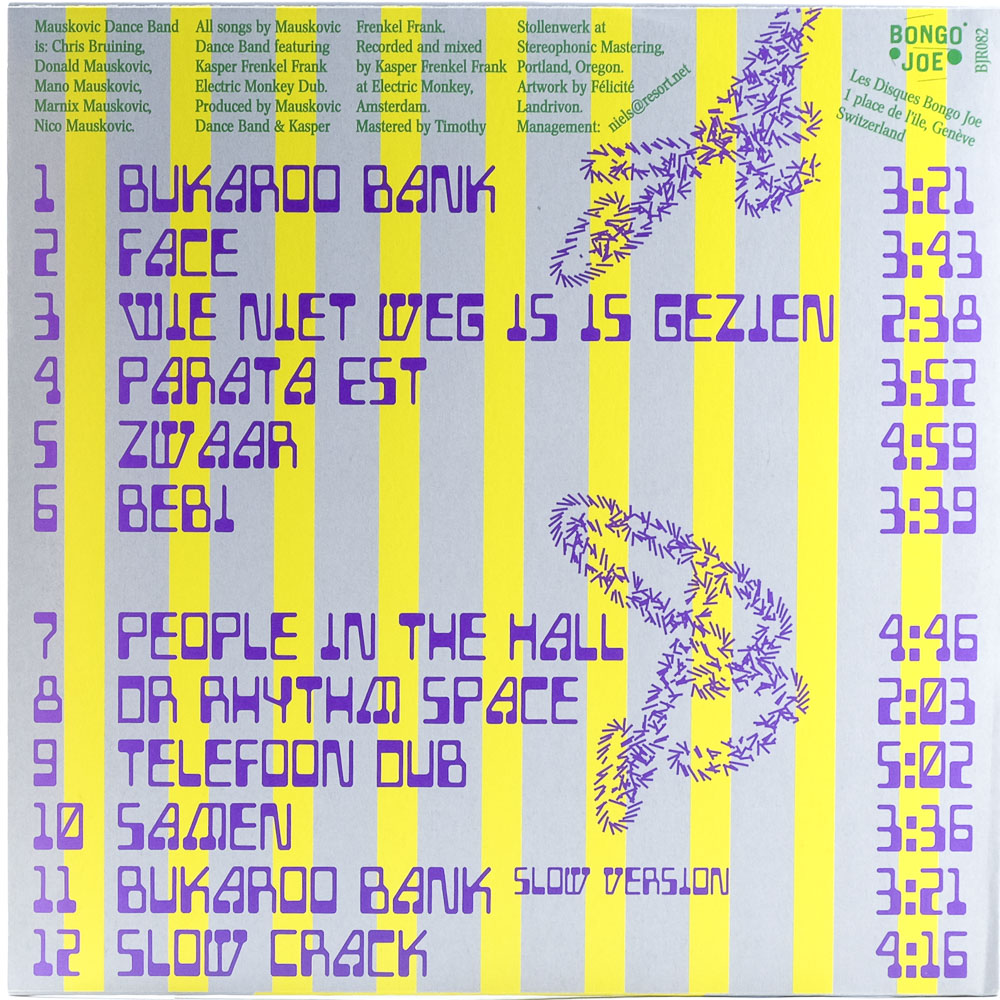 Mauskovic Dance Band
is: Chris Bruining,
Donald Mauskovic,
Mano Mauskovic,
Marnix Mauskovic,
Nico Mauskovic.
All songs by Mauskovic
Dance Band featuring
Kasper Frenkel Frank
Electric Monkey Dub.
Produced by Mauskovic
Dance Band & Kasper
Frenkel Frank.
Recorded and mixed
by Kasper Frenkel Frank
at Electric Monkey,
Amsterdam.
Mastered by Timothy
Stollenwerk at
Stereophonic Mastering,
Portland, Oregon.
Artwork by Félicité
Landrivon.
Management: niels@resort.net
BONGO
JOE
BJR082
Les Disques Bongo Joe
1 place de l'île, Genève
Switzerland
1 BUKAROO BANK 3:21
2 FACE 3:43
3 WIE NIET WEG IS IS GEZIEN 2:38
4 PARATA EST 3:52
5 ZWAAR 4:59
6 BEBI 3:39
7 PEOPLE IN THE HALL 4:46
8 DR RHYTHM SPACE 2:03
9 TELEFOON DUB 5:02
10 SAMEN 3:36
11 BUKAROO BANK SLOW VERSION 3:21
12 SLOW CRACK 4:16